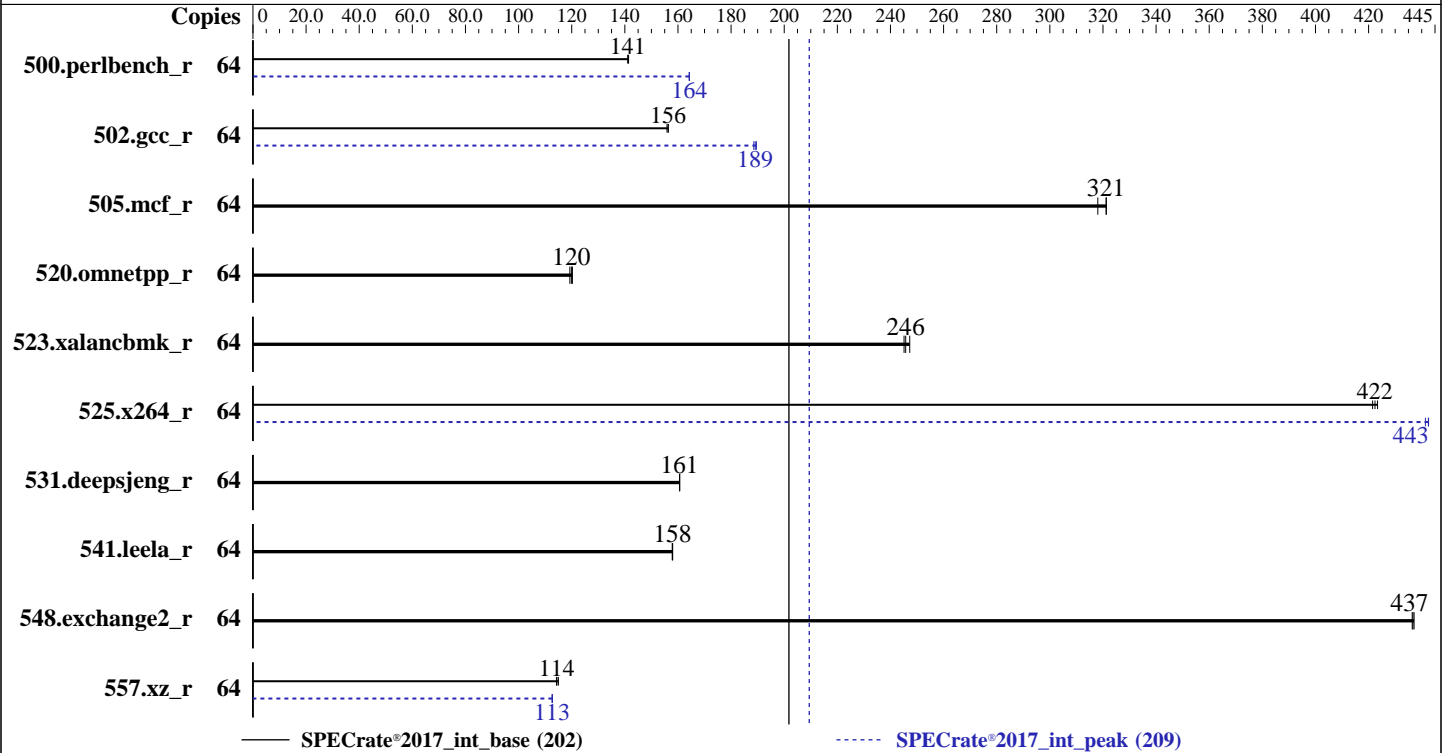 Copies 0 20.0 40.0 60.0 80.0 100 120 140 160 180 200 220 240 260 280 300 320 340 360 380 400 420 445
141
500.perlbench_r 64
164
156
502.gcc_r 64
189
321
505.mcf_r 64
120
520.omnetpp_r 64
246
523.xalancbmk_r 64
422
525.x264_r 64
443
161
531.deepsjeng_r 64
158
541.leela_r 64
437
548.exchange2_r 64
114
557.xz_r 64
113
SPECrate®2017_int_base (202) SPECrate®2017_int_peak (209)